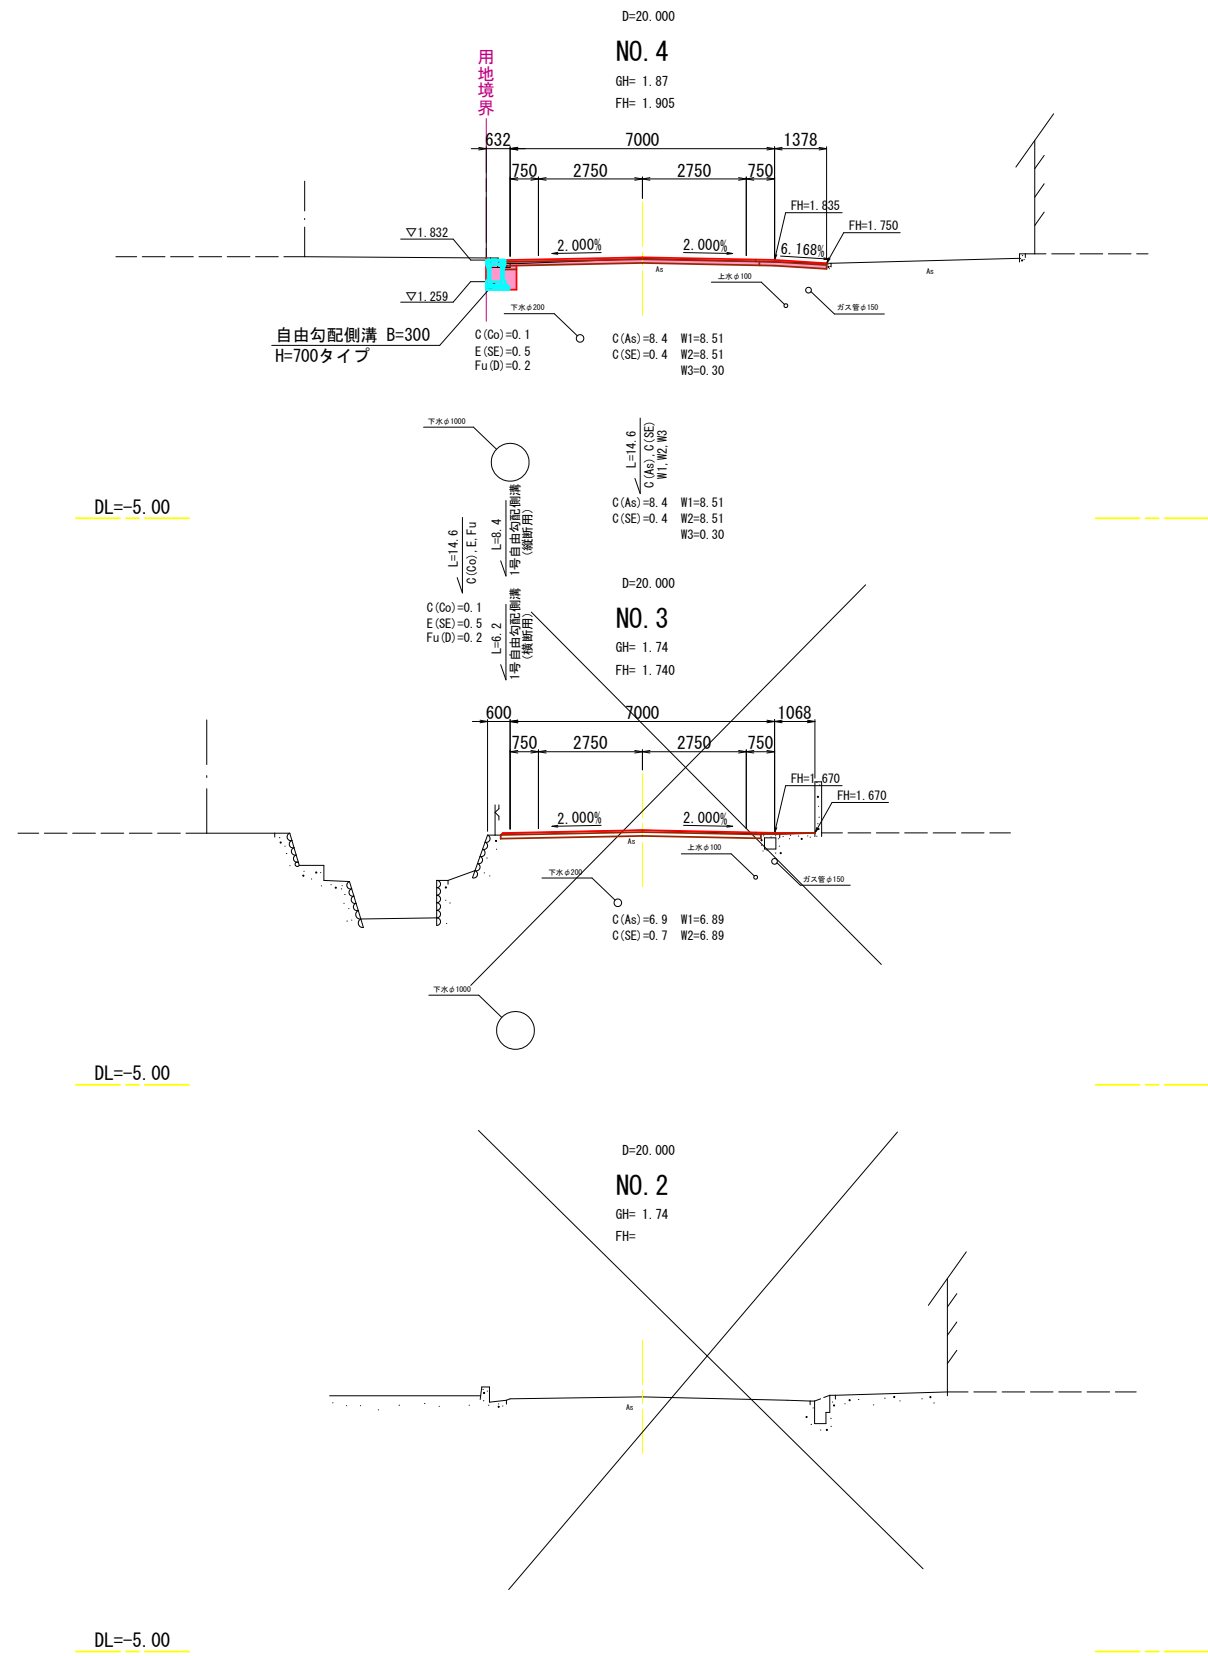 D=20.000
NO.4
GH= 1.87
FH= 1.905
用地境界
632
7000
1378
750
2750
2750
750
FH=1.835
FH=1.750
▽1.832
2.000%
2.000%
6.168%
As
As
上水φ100
▽1.259
下水φ200
ガス管φ150
自由勾配側溝 B=300
H=700タイプ
C(Co)=0.1
E(SE)=0.5
Fu(D)=0.2
C(As)=8.4 W1=8.51
C(SE)=0.4 W2=8.51
W3=0.30
下水φ1000
L=14.6
C(As),C(SE)
W1,W2,W3
C(As)=8.4 W1=8.51
C(SE)=0.4 W2=8.51
W3=0.30
DL=-5.00
L=14.6
C(Co),E,Fu
L=8.4
1号自由勾配側溝
(縦断用)
C(Co)=0.1
E(SE)=0.5
Fu(D)=0.2
L=6.2
1号自由勾配側溝
(横断用)
D=20.000
NO.3
GH= 1.74
FH= 1.740
600
7000
1068
750
2750
2750
750
FH=1.670
FH=1.670
2.000%
2.000%
As
上水φ100
下水φ200
ガス管φ150
C(As)=6.9 W1=6.89
C(SE)=0.7 W2=6.89
下水φ1000
DL=-5.00
D=20.000
NO.2
GH= 1.74
FH=
As
DL=-5.00